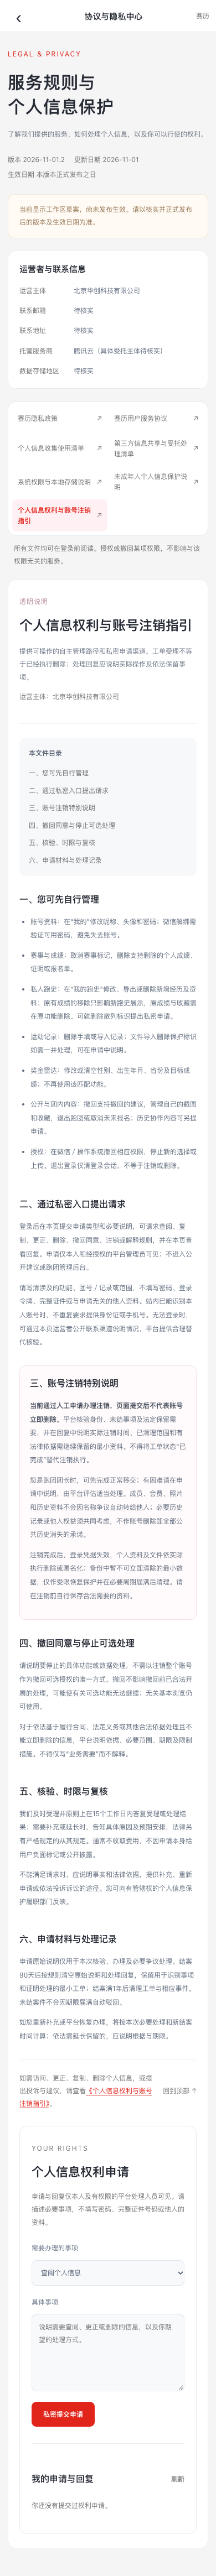 ‹ 协议与隐私中心 赛历
LEGAL & PRIVACY
服务规则与
个人信息保护
了解我们提供的服务、如何处理个人信息，以及你可以行使的权利。
版本 2026-11-01.2 更新日期 2026-11-01
生效日期 本版本正式发布之日
当前显示工作区草案，尚未发布生效。请以核实并正式发布
后的版本及生效日期为准。
运营者与联系信息
运营主体 北京华创科技有限公司
联系邮箱 待核实
联系地址 待核实
托管服务商 腾讯云（具体受托主体待核实）
数据存储地区 待核实
赛历隐私政策 ↗
赛历用户服务协议 ↗
个人信息收集使用清单 ↗
第三方信息共享与受托处
理清单 ↗
系统权限与本地存储说明 ↗
未成年人个人信息保护说
明 ↗
个人信息权利与账号注销
指引 ↗
所有文件均可在登录前阅读。授权或撤回某项权限，不影响与该
权限无关的服务。
透明说明
个人信息权利与账号注销指引
提供可操作的自主管理路径和私密申请渠道。工单受理不等
于已经执行删除；处理回复应说明实际操作及依法保留事
项。
运营主体：北京华创科技有限公司
本文件目录
一、您可先自行管理
二、通过私密入口提出请求
三、账号注销特别说明
四、撤回同意与停止可选处理
五、核验、时限与复核
六、申请材料与处理记录
一、您可先自行管理
• 账号资料：在“我的”修改昵称、头像和密码；微信解绑需
验证可用密码，避免失去账号。
• 赛事与成绩：取消赛事标记、删除支持删除的个人成绩、
证明或报名单。
• 私人跑史：在“我的跑史”修改、导出或删除新增经历及资
料；原有成绩的移除只影响新跑史展示，原成绩与收藏需
在原功能删除。可就删除散列标识提出私密申请。
• 运动记录：删除手填或导入记录；文件导入删除保护标识
如需一并处理，可在申请中说明。
• 奖金雷达：修改或清空性别、出生年月、省份及目标成
绩；不再使用该匹配功能。
• 公开与团内内容：撤回支持撤回的建议，管理自己的截图
和收藏，退出跑团或取消未来报名；历史协作内容可另提
申请。
• 授权：在微信 / 操作系统撤回相应权限，停止新的选择或
上传。退出登录仅清登录会话，不等于注销或删除。
二、通过私密入口提出请求
登录后在本页提交申请类型和必要说明，可请求查阅、复
制、更正、删除、撤回同意、注销或解释规则，并在本页查
看回复。申请仅本人和经授权的平台管理员可见；不进入公
开建议或跑团管理后台。
请写清涉及的功能、团号 / 记录或范围，不填写密码、登录
令牌、完整证件或与申请无关的他人资料。站内已能识别本
人账号时，不重复要求提供身份证或手机号。无法登录时，
可通过本页运营者公开联系渠道说明情况，平台提供合理替
代核验。
三、账号注销特别说明
当前通过人工申请办理注销，页面提交后不代表账号
立即删除。平台核验身份、未结事项及法定保留需
要，并在回复中说明实际注销时间、已清理范围和有
法律依据需继续保留的最小资料。不得将工单状态“已
完成”替代注销执行。
您是跑团团长时，可先完成正常移交；有困难请在申
请中说明，由平台评估适当处理。成员、会费、照片
和历史资料不会因名称争议自动转给他人；必要历史
记录或他人权益须共同考虑，不作账号删除即全部公
共历史消失的承诺。
注销完成后，登录凭据失效、个人资料及文件依实际
执行删除或匿名化；备份中暂不可立即清除的最小数
据，仅作受限恢复保护并在必要周期届满后清理。请
在注销前自行保存合法需要的资料。
四、撤回同意与停止可选处理
请说明要停止的具体功能或数据处理，不需以注销整个账号
作为撤回可选授权的唯一方式。撤回不影响撤回前已合法开
展的处理，可能使有关可选功能无法继续；无关基本浏览仍
可使用。
对于依法基于履行合同、法定义务或其他合法依据处理且不
能立即删除的信息，平台说明依据、必要范围、期限及限制
措施。不得仅写“业务需要”而不解释。
五、核验、时限与复核
我们及时受理并原则上在15个工作日内答复受理或处理结
果；需要补充或延长时，告知具体原因及预期安排，法律另
有严格规定的从其规定。通常不收取费用，不因申请本身给
用户负面标记或公开披露。
不能满足请求时，应说明事实和法律依据，提供补充、重新
申请或依法投诉诉讼的途径。您可向有管辖权的个人信息保
护履职部门反映。
六、申请材料与处理记录
申请原始说明仅用于本次核验、办理及必要争议处理。结案
90天后按规则清空原始说明和处理回复，保留用于识别事项
和证明处理的最小工单；结案满1年后清理工单与相应事件。
未结案件不会因期限届满自动驳回。
如您重新补充或平台恢复办理，将按本次必要处理和新结案
时间计算；依法需延长保留的，应说明根据与期限。
如需访问、更正、复制、删除个人信息，或提
出投诉与建议，请查看《个人信息权利与账号
注销指引》。
回到顶部 ↑
YOUR RIGHTS
个人信息权利申请
申请与回复仅本人及有权限的平台处理人员可见。请
描述必要事项，不填写密码、完整证件号码或他人的
资料。
需要办理的事项
查阅个人信息
具体事项
说明需要查阅、更正或删除的信息，以及你期
望的处理方式。
私密提交申请
我的申请与回复 刷新
你还没有提交过权利申请。